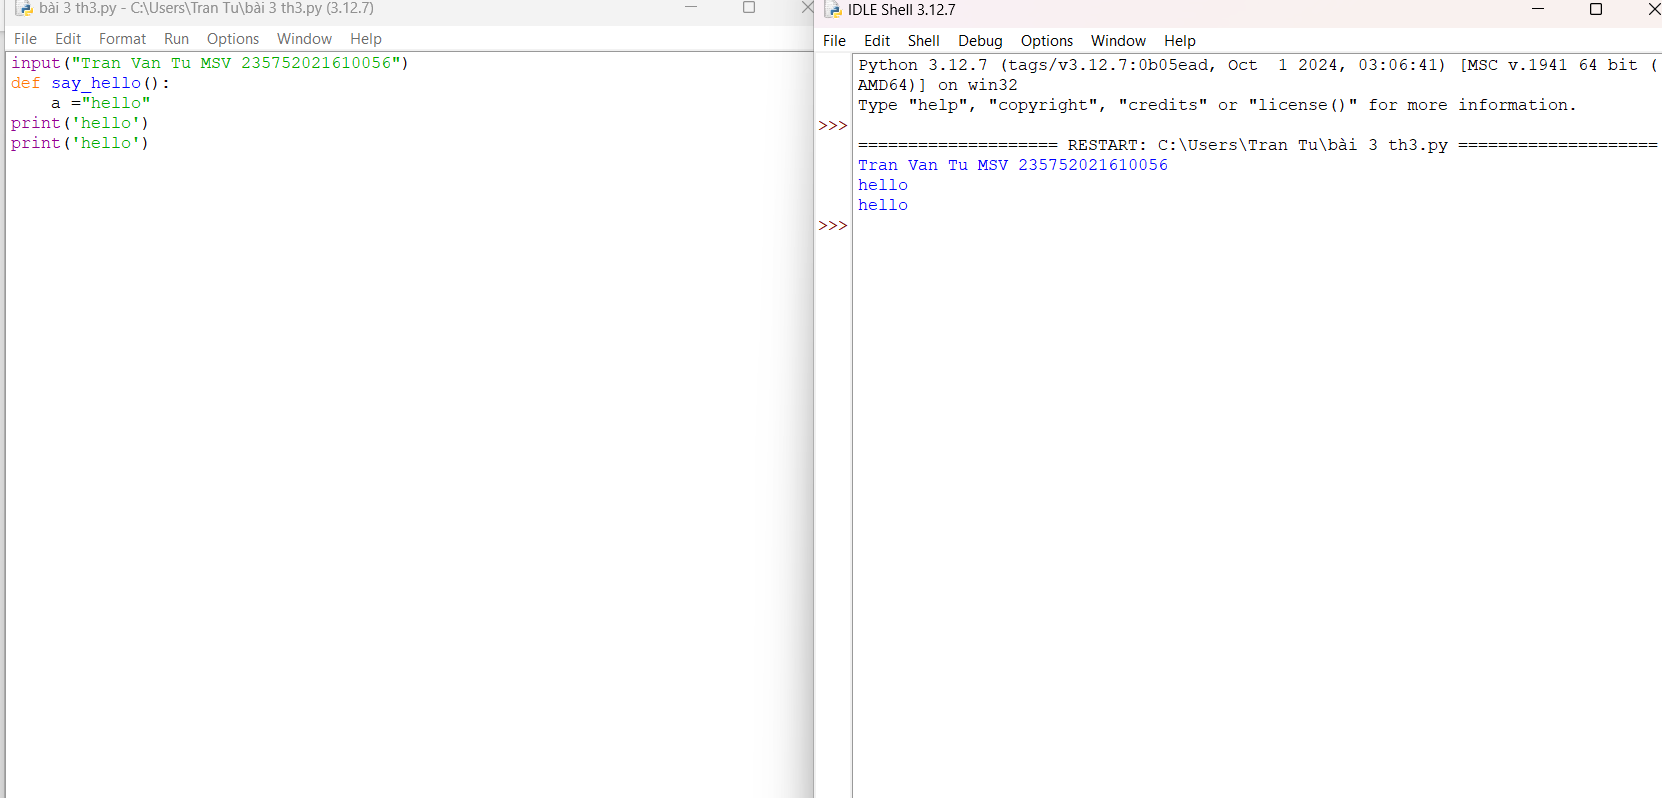 bài 3 th3.py - C:\Users\Tran Tu\bài 3 th3.py (3.12.7)
File Edit Format Run Options Window Help
input("Tran Van Tu MSV 235752021610056")
def say_hello():
    a ="hello"
print('hello')
print('hello')
IDLE Shell 3.12.7
File Edit Shell Debug Options Window Help
Python 3.12.7 (tags/v3.12.7:0b05ead, Oct  1 2024, 03:06:41) [MSC v.1941 64 bit (
AMD64)] on win32
Type "help", "copyright", "credits" or "license()" for more information.
>>>
==================== RESTART: C:\Users\Tran Tu\bài 3 th3.py ====================
Tran Van Tu MSV 235752021610056
hello
hello
>>>